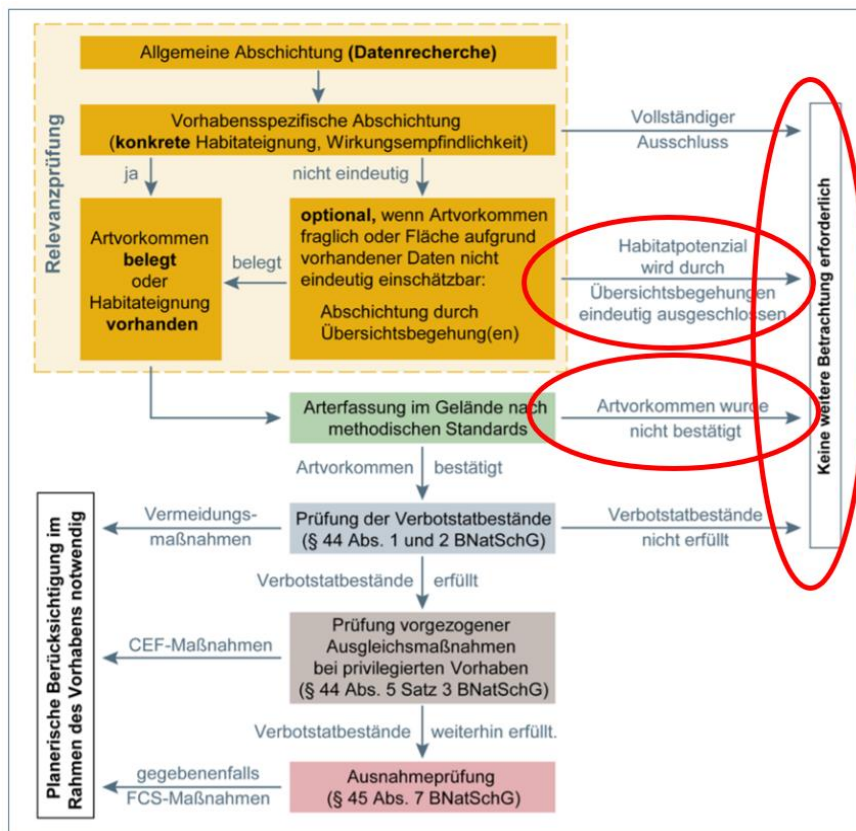 Allgemeine Abschichtung (Datenrecherche)
Vorhabensspezifische Abschichtung
(konkrete Habitateignung, Wirkungsempfindlichkeit)
Vollständiger
Ausschluss
Relevanzprüfung
ja
nicht eindeutig
Artvorkommen
belegt
oder
Habitateignung
vorhanden
belegt
optional, wenn Artvorkommen
fraglich oder Fläche aufgrund
vorhandener Daten nicht
eindeutig einschätzbar:
Abschichtung durch
Übersichtsbegehung(en)
Habitatpotenzial
wird durch
Übersichtsbegehungen
eindeutig ausgeschlossen
Keine weitere Betrachtung erforderlich
Arterfassung im Gelände nach
methodischen Standards
Artvorkommen wurde
nicht bestätigt
Artvorkommen bestätigt
Vermeidungs-
maßnahmen
Prüfung der Verbotstatbestände
(§ 44 Abs. 1 und 2 BNatSchG)
Verbotstatbestände
nicht erfüllt
Verbotstatbestände erfüllt
Planerische Berücksichtigung im
Rahmen des Vorhabens notwendig
CEF-Maßnahmen
Prüfung vorgezogener
Ausgleichsmaßnahmen
bei privilegierten Vorhaben
(§ 44 Abs. 5 Satz 3 BNatSchG)
Verbotstatbestände weiterhin erfüllt.
gegebenenfalls
FCS-Maßnahmen
Ausnahmeprüfung
(§ 45 Abs. 7 BNatSchG)